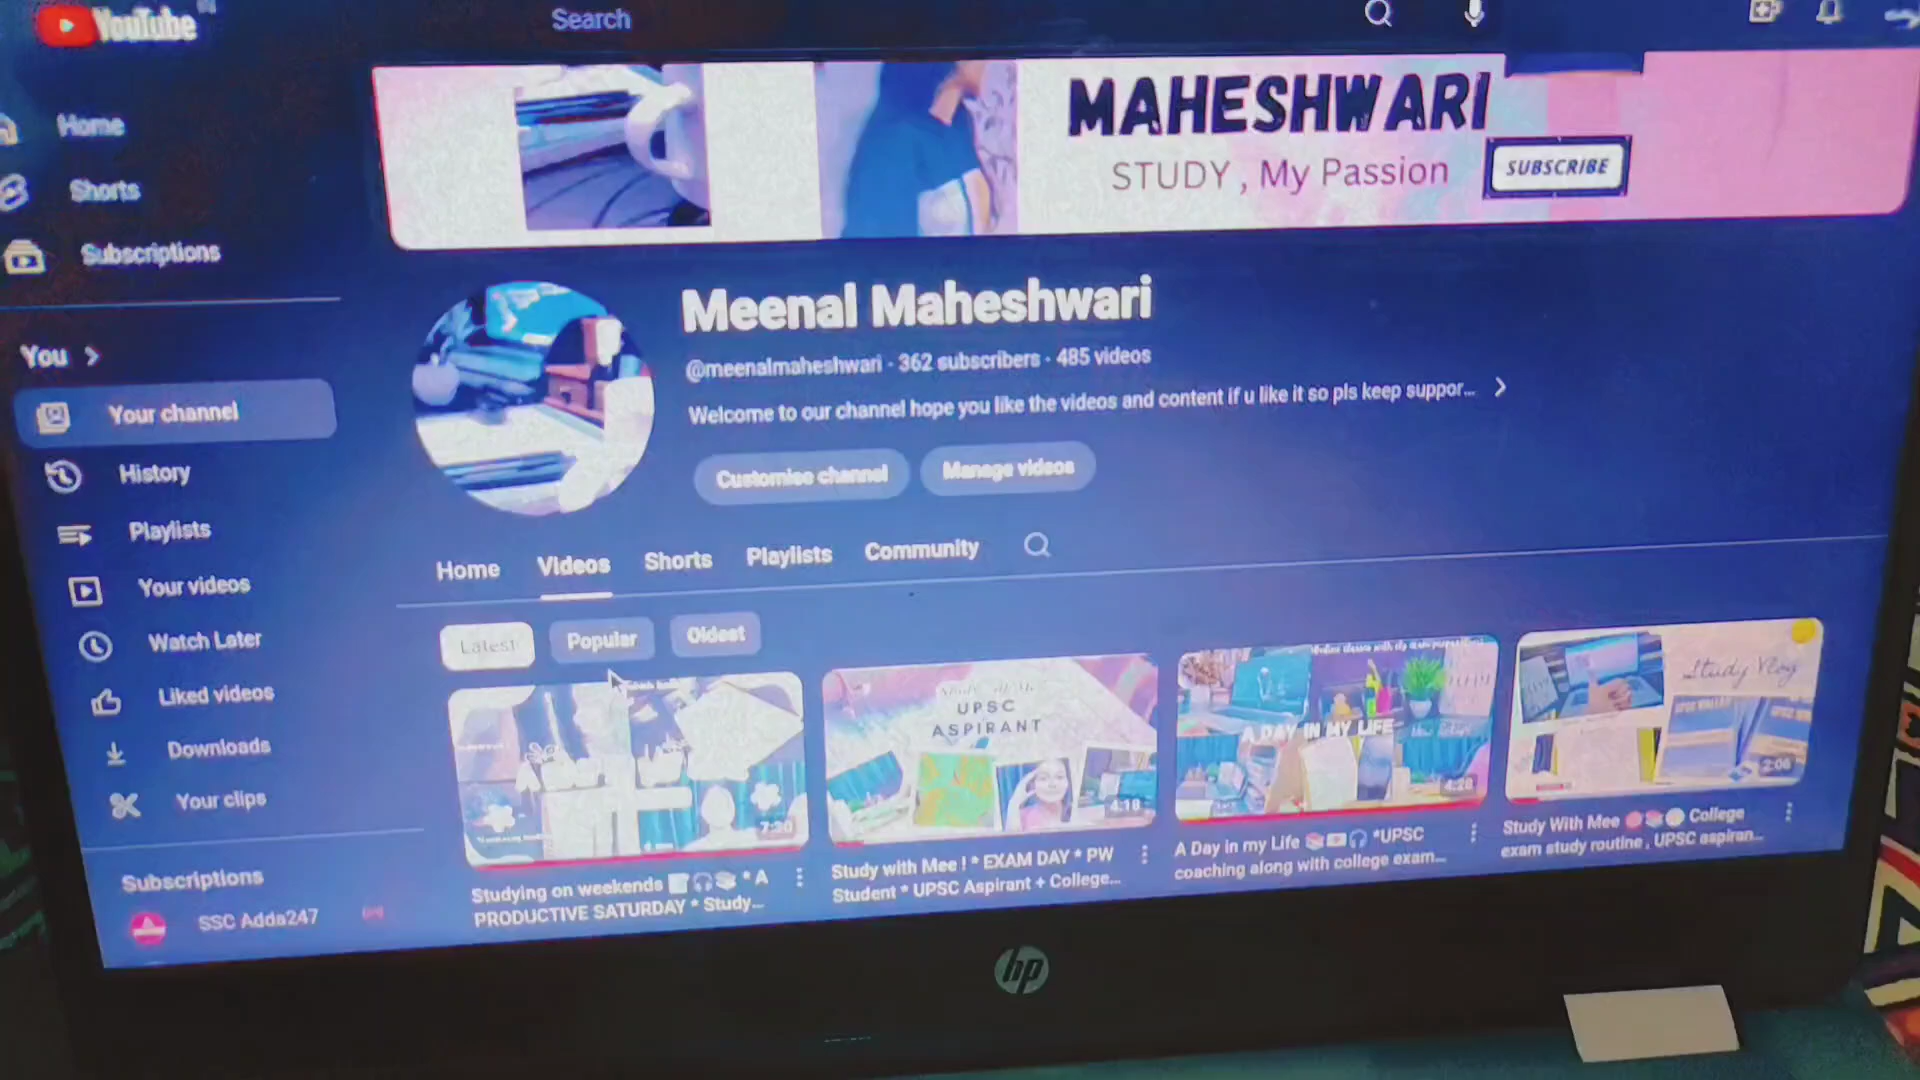 YouTube
Search
Home
Shorts
Subscriptions
You
Your channel
History
Playlists
Your videos
Watch Later
Liked videos
Downloads
Your clips
Subscriptions
SSC Adda247
MAHESHWARI
STUDY , My Passion
SUBSCRIBE
Meenal Maheshwari
@meenalmaheshwari · 362 subscribers · 485 videos
Welcome to our channel hope you like the videos and content if u like it so pls keep suppor...
Customise channel
Manage videos
Home
Videos
Shorts
Playlists
Community
Latest
Popular
Oldest
7:20
UPSC
ASPIRANT
4:18
A DAY IN MY LIFE
4:28
Study Vlog
2:06
Studying on weekends * A
PRODUCTIVE SATURDAY * Study...
Study with Mee ! * EXAM DAY * PW
Student * UPSC Aspirant + College...
A Day in my Life *UPSC
coaching along with college exam...
Study With Mee College
exam study routine , UPSC aspiran...
hp